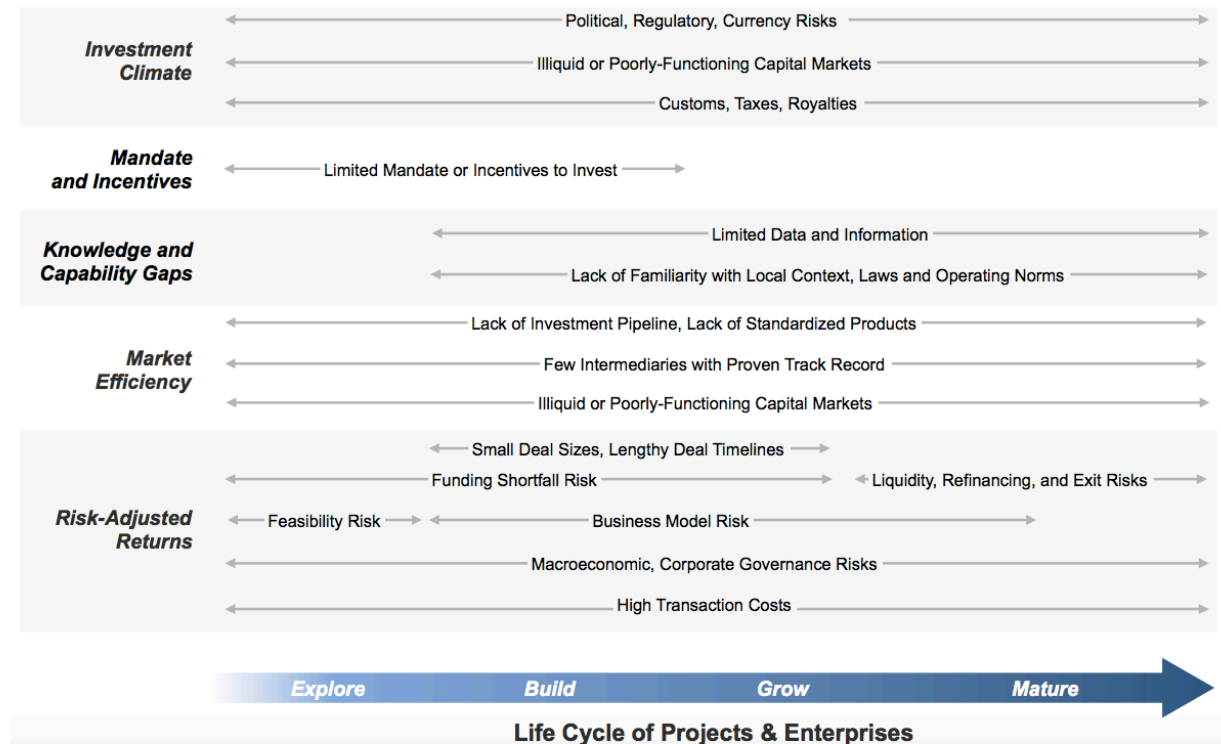 Political, Regulatory, Currency Risks
Investment
Climate
Illiquid or Poorly-Functioning Capital Markets
Customs, Taxes, Royalties
Mandate
and Incentives
Limited Mandate or Incentives to Invest
Knowledge and
Capability Gaps
Limited Data and Information
Lack of Familiarity with Local Context, Laws and Operating Norms
Market
Efficiency
Lack of Investment Pipeline, Lack of Standardized Products
Few Intermediaries with Proven Track Record
Illiquid or Poorly-Functioning Capital Markets
Risk-Adjusted
Returns
Small Deal Sizes, Lengthy Deal Timelines
Funding Shortfall Risk
Liquidity, Refinancing, and Exit Risks
Feasibility Risk
Business Model Risk
Macroeconomic, Corporate Governance Risks
High Transaction Costs
Explore
Build
Grow
Mature
Life Cycle of Projects & Enterprises